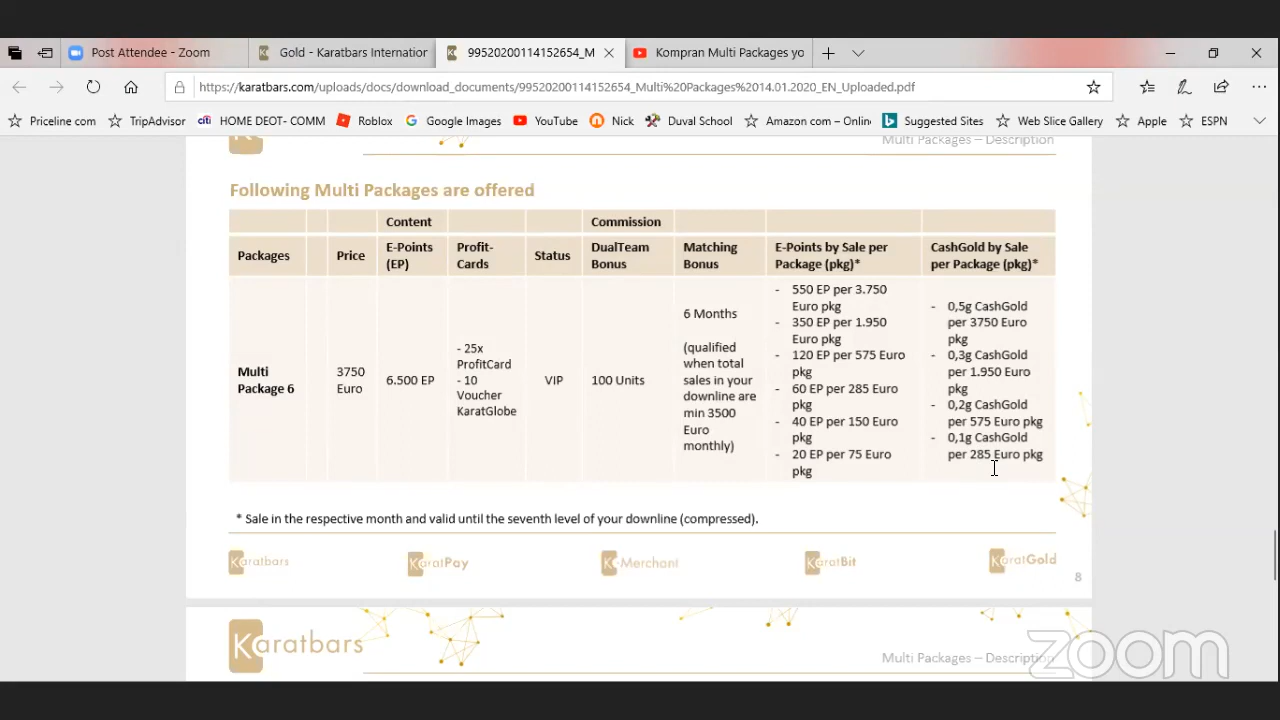 Post Attendee - Zoom
Gold - Karatbars Internation
99520200114152654_M
Kompran Multi Packages yo
https://karatbars.com/uploads/docs/download_documents/99520200114152654_Multi%20Packages%2014.01.2020_EN_Uploaded.pdf
Priceline com
TripAdvisor
citi
HOME DEOT- COMM
Roblox
Google Images
YouTube
Nick
Duval School
Amazon com – Onlin
Suggested Sites
Web Slice Gallery
Apple
ESPN
Multi Packages – Description
Following Multi Packages are offered
Content
Commission
Packages
Price
E-Points
(EP)
Profit-
Cards
Status
DualTeam
Bonus
Matching
Bonus
E-Points by Sale per
Package (pkg)*
CashGold by Sale
per Package (pkg)*
Multi
Package 6
3750
Euro
6.500 EP
- 25x
ProfitCard
- 10
Voucher
KaratGlobe
VIP
100 Units
6 Months
(qualified
when total
sales in your
downline are
min 3500
Euro
monthly)
- 550 EP per 3.750
Euro pkg
- 350 EP per 1.950
Euro pkg
- 120 EP per 575 Euro
pkg
- 60 EP per 285 Euro
pkg
- 40 EP per 150 Euro
pkg
- 20 EP per 75 Euro
pkg
- 0,5g CashGold
per 3750 Euro
pkg
- 0,3g CashGold
per 1.950 Euro
pkg
- 0,2g CashGold
per 575 Euro pkg
- 0,1g CashGold
per 285 Euro pkg
* Sale in the respective month and valid until the seventh level of your downline (compressed).
Karatbars
KaratPay
K-Merchant
KaratBit
KaratGold
8
Karatbars
Multi Packages – Description
zoom